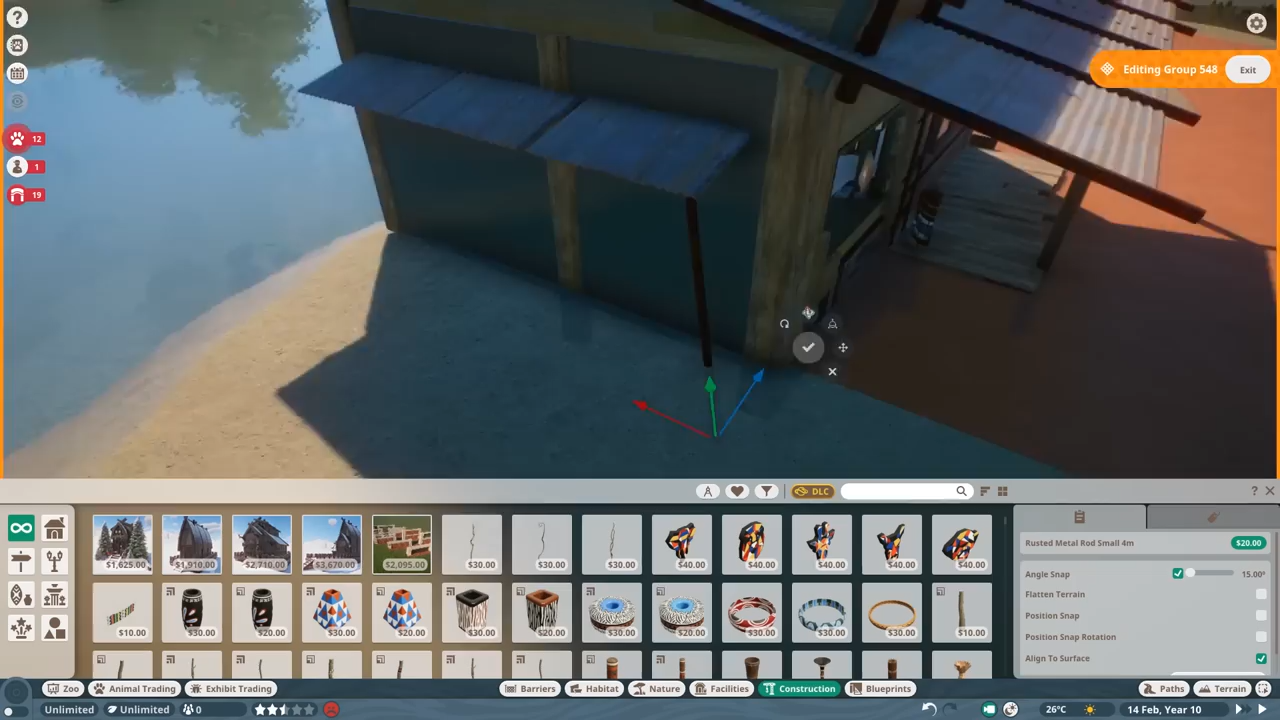 ?
Editing Group 548
Exit
12
1
19
DLC
? ×
$1,625.00 $1,910.00 $2,710.00 $3,670.00 $2,095.00 $30.00 $30.00 $30.00 $40.00 $40.00 $40.00 $40.00 $40.00
$10.00 $30.00 $20.00 $30.00 $20.00 $30.00 $20.00 $30.00 $30.00 $30.00 $30.00 $30.00 $10.00
Rusted Metal Rod Small 4m $20.00
Angle Snap 15.00°
Flatten Terrain
Position Snap
Position Snap Rotation
Align To Surface
Zoo Animal Trading Exhibit Trading Barriers Habitat Nature Facilities Construction Blueprints Paths Terrain
Unlimited Unlimited 0 26°C 14 Feb, Year 10